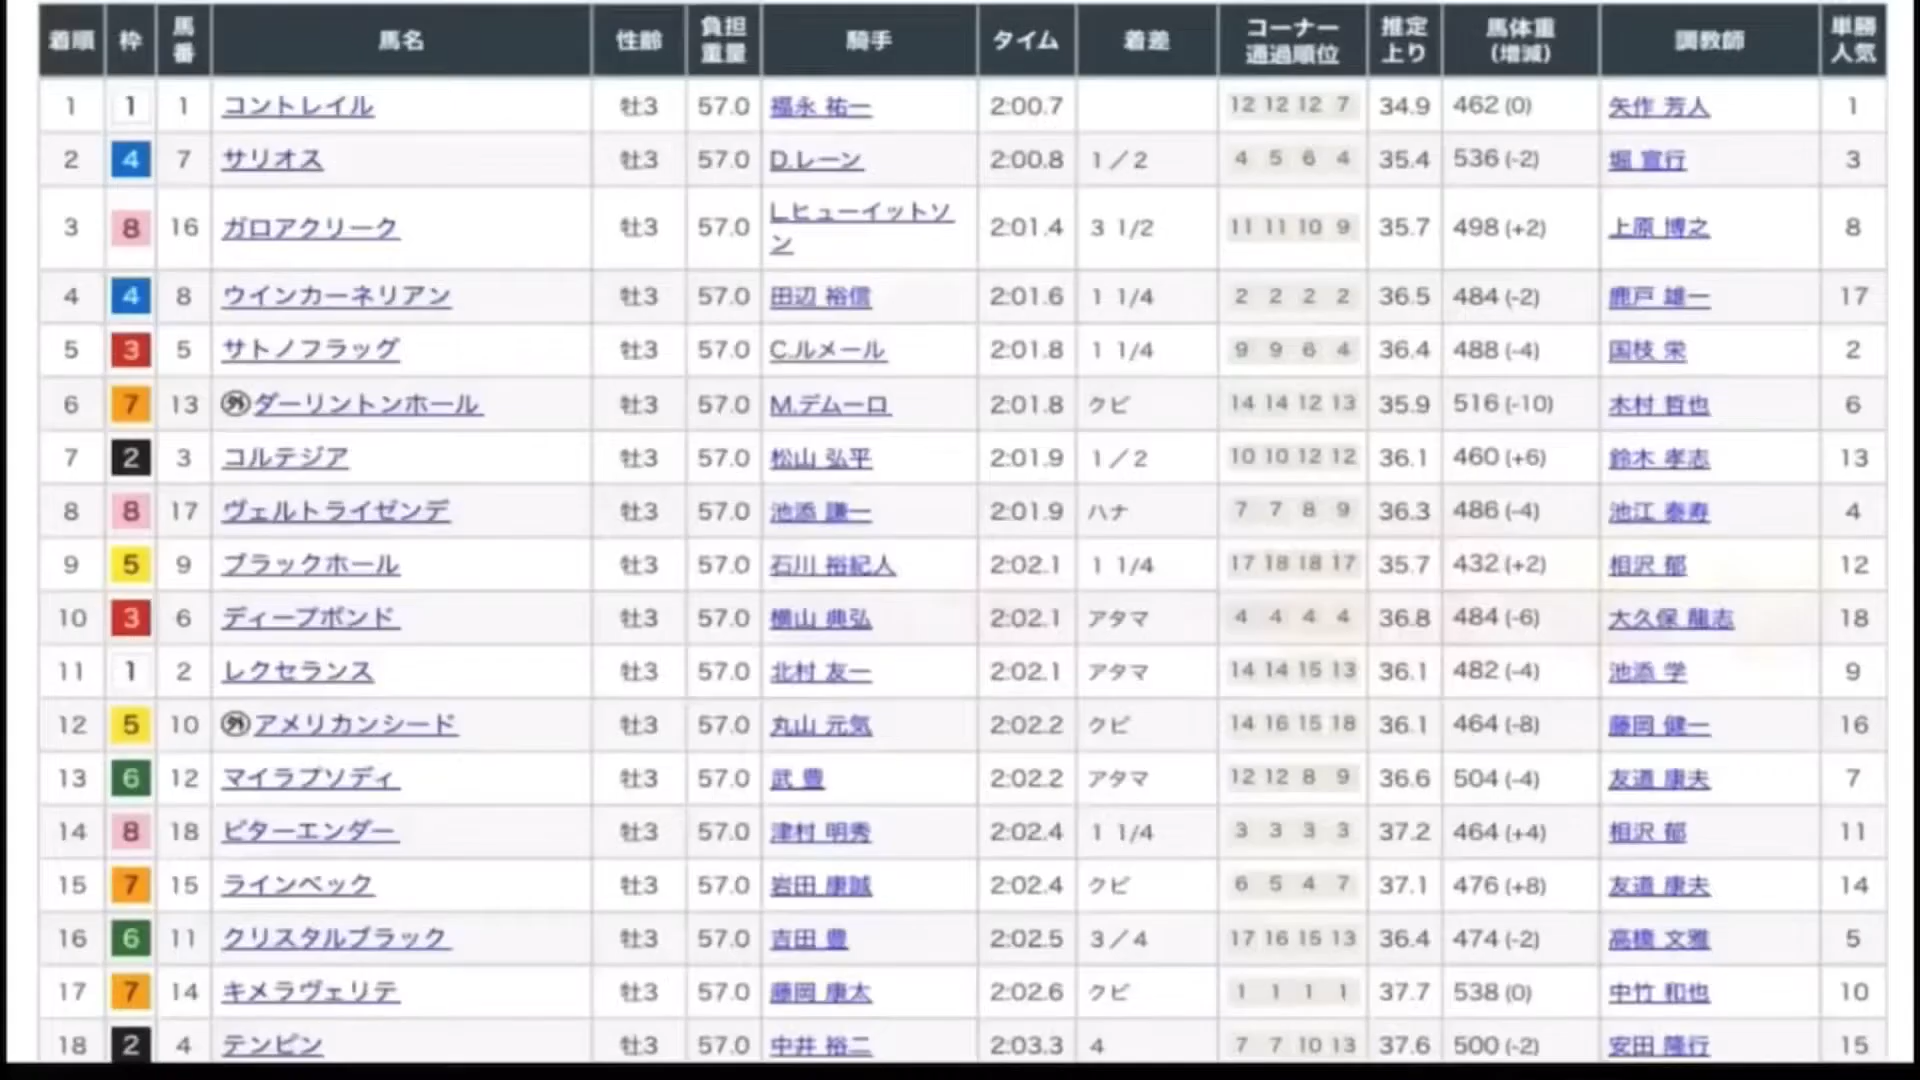 着順 枠 馬番 馬名 性齢 負担重量 騎手 タイム 着差 コーナー通過順位 推定上り 馬体重(増減) 調教師 単勝人気
1 1 1 コントレイル 牡3 57.0 福永 祐一 2:00.7 12 12 12 7 34.9 462 (0) 矢作 芳人 1
2 4 7 サリオス 牡3 57.0 D.レーン 2:00.8 1/2 4 5 6 4 35.4 536 (-2) 堀 宣行 3
3 8 16 ガロアクリーク 牡3 57.0 L.ヒューイットソン 2:01.4 3 1/2 11 11 10 9 35.7 498 (+2) 上原 博之 8
4 4 8 ウインカーネリアン 牡3 57.0 田辺 裕信 2:01.6 1 1/4 2 2 2 2 36.5 484 (-2) 鹿戸 雄一 17
5 3 5 サトノフラッグ 牡3 57.0 C.ルメール 2:01.8 1 1/4 9 9 6 4 36.4 488 (-4) 国枝 栄 2
6 7 13 ㊕ダーリントンホール 牡3 57.0 M.デムーロ 2:01.8 クビ 14 14 12 13 35.9 516 (-10) 木村 哲也 6
7 2 3 コルテジア 牡3 57.0 松山 弘平 2:01.9 1/2 10 10 12 12 36.1 460 (+6) 鈴木 孝志 13
8 8 17 ヴェルトライゼンデ 牡3 57.0 池添 謙一 2:01.9 ハナ 7 7 8 9 36.3 486 (-4) 池江 泰寿 4
9 5 9 ブラックホール 牡3 57.0 石川 裕紀人 2:02.1 1 1/4 17 18 18 17 35.7 432 (+2) 相沢 郁 12
10 3 6 ディープボンド 牡3 57.0 横山 典弘 2:02.1 アタマ 4 4 4 4 36.8 484 (-6) 大久保 龍志 18
11 1 2 レクセランス 牡3 57.0 北村 友一 2:02.1 アタマ 14 14 15 13 36.1 482 (-4) 池添 学 9
12 5 10 ㊕アメリカンシード 牡3 57.0 丸山 元気 2:02.2 クビ 14 16 15 18 36.1 464 (-8) 藤岡 健一 16
13 6 12 マイラプソディ 牡3 57.0 武 豊 2:02.2 アタマ 12 12 8 9 36.6 504 (-4) 友道 康夫 7
14 8 18 ビターエンダー 牡3 57.0 津村 明秀 2:02.4 1 1/4 3 3 3 3 37.2 464 (+4) 相沢 郁 11
15 7 15 ラインベック 牡3 57.0 岩田 康誠 2:02.4 クビ 6 5 4 7 37.1 476 (+8) 友道 康夫 14
16 6 11 クリスタルブラック 牡3 57.0 吉田 豊 2:02.5 3/4 17 16 15 13 36.4 474 (-2) 高橋 文雅 5
17 7 14 キメラヴェリテ 牡3 57.0 藤岡 康太 2:02.6 クビ 1 1 1 1 37.7 538 (0) 中竹 和也 10
18 2 4 テンピン 牡3 57.0 中井 裕二 2:03.3 4 7 7 10 13 37.6 500 (-2) 安田 隆行 15